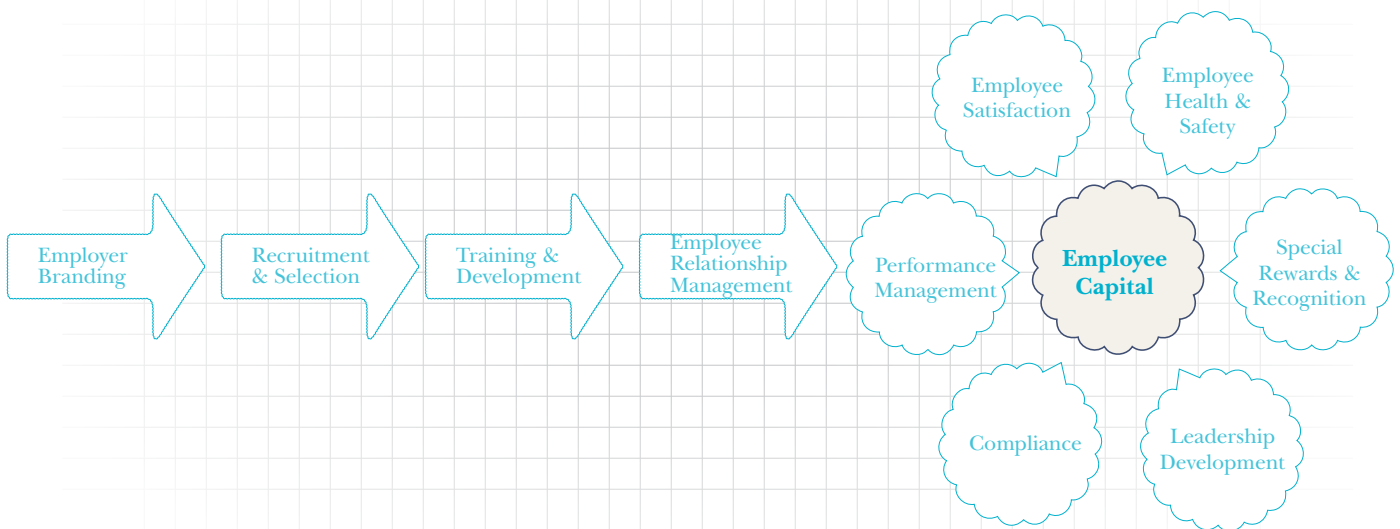 Employer
Branding
Recruitment
& Selection
Training &
Development
Employee
Relationship
Management
Performance
Management
Employee
Satisfaction
Employee
Health &
Safety
Employee
Capital
Special
Rewards &
Recognition
Compliance
Leadership
Development